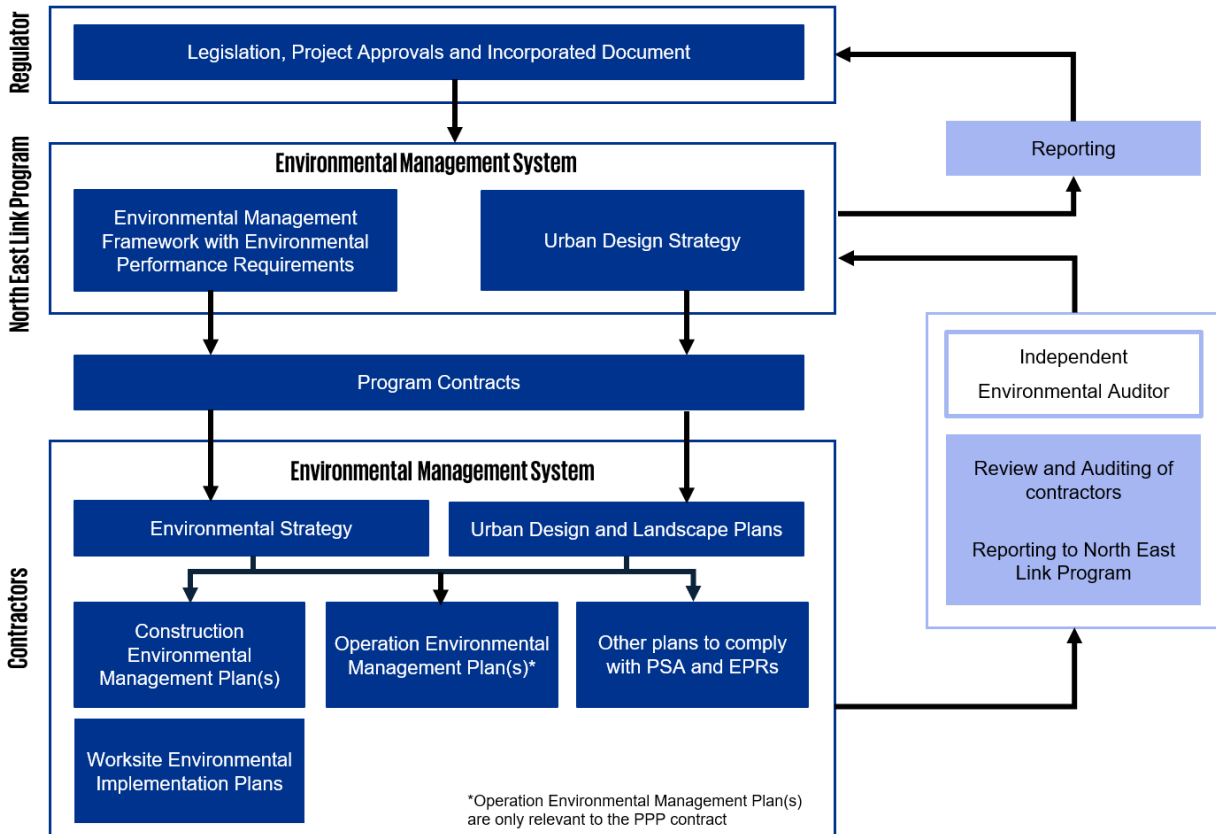 Regulator
Legislation, Project Approvals and Incorporated Document
Reporting
North East Link Program
Environmental Management System
Environmental Management
Framework with Environmental
Performance Requirements
Urban Design Strategy
Program Contracts
Independent
Environmental Auditor
Review and Auditing of
contractors
Reporting to North East
Link Program
Contractors
Environmental Management System
Environmental Strategy
Urban Design and Landscape Plans
Construction
Environmental
Management Plan(s)
Operation Environmental
Management Plan(s)*
Other plans to comply
with PSA and EPRs
Worksite Environmental
Implementation Plans
*Operation Environmental Management Plan(s)
are only relevant to the PPP contract